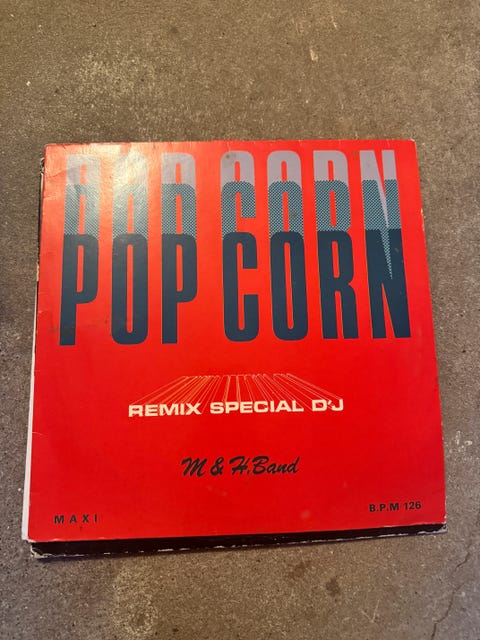 POP CORN
POP CORN
REMIX SPECIAL D'J
M & H. Band
MAXI
B.P.M 126